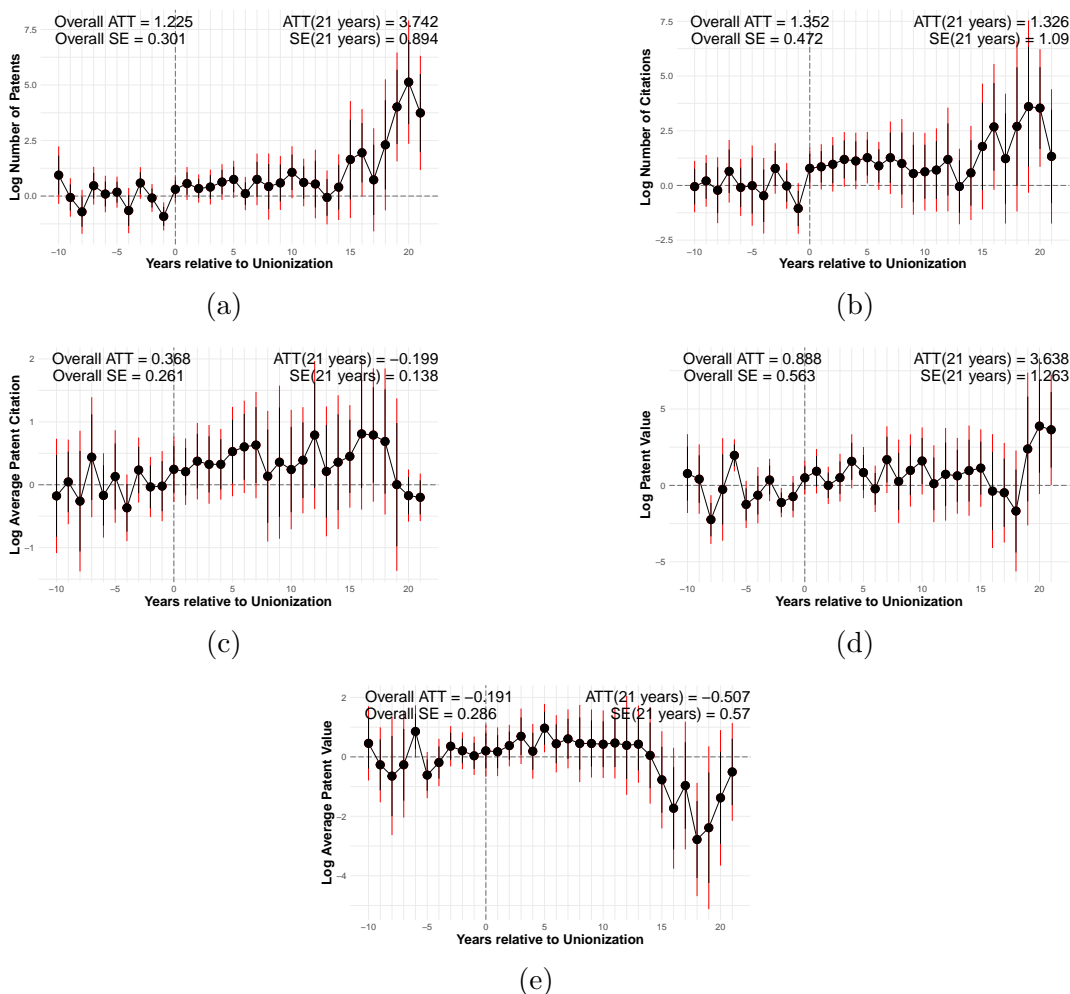 Overall ATT = 1.225 ATT(21 years) = 3.742
Overall SE = 0.301 SE(21 years) = 0.894
Log Number of Patents
7.5
5.0
2.5
0.0
−10 −5 0 5 10 15 20
Years relative to Unionization
(a)
Overall ATT = 1.352 ATT(21 years) = 1.326
Overall SE = 0.472 SE(21 years) = 1.09
Log Number of Citations
7.5
5.0
2.5
0.0
−2.5
−10 −5 0 5 10 15 20
Years relative to Unionization
(b)
Overall ATT = 0.368 ATT(21 years) = −0.199
Overall SE = 0.261 SE(21 years) = 0.138
Log Average Patent Citation
2
1
0
−1
−10 −5 0 5 10 15 20
Years relative to Unionization
(c)
Overall ATT = 0.888 ATT(21 years) = 3.638
Overall SE = 0.563 SE(21 years) = 1.263
Log Patent Value
5
0
−5
−10 −5 0 5 10 15 20
Years relative to Unionization
(d)
Overall ATT = −0.191 ATT(21 years) = −0.507
Overall SE = 0.286 SE(21 years) = 0.57
Log Average Patent Value
2
0
−2
−4
−10 −5 0 5 10 15 20
Years relative to Unionization
(e)